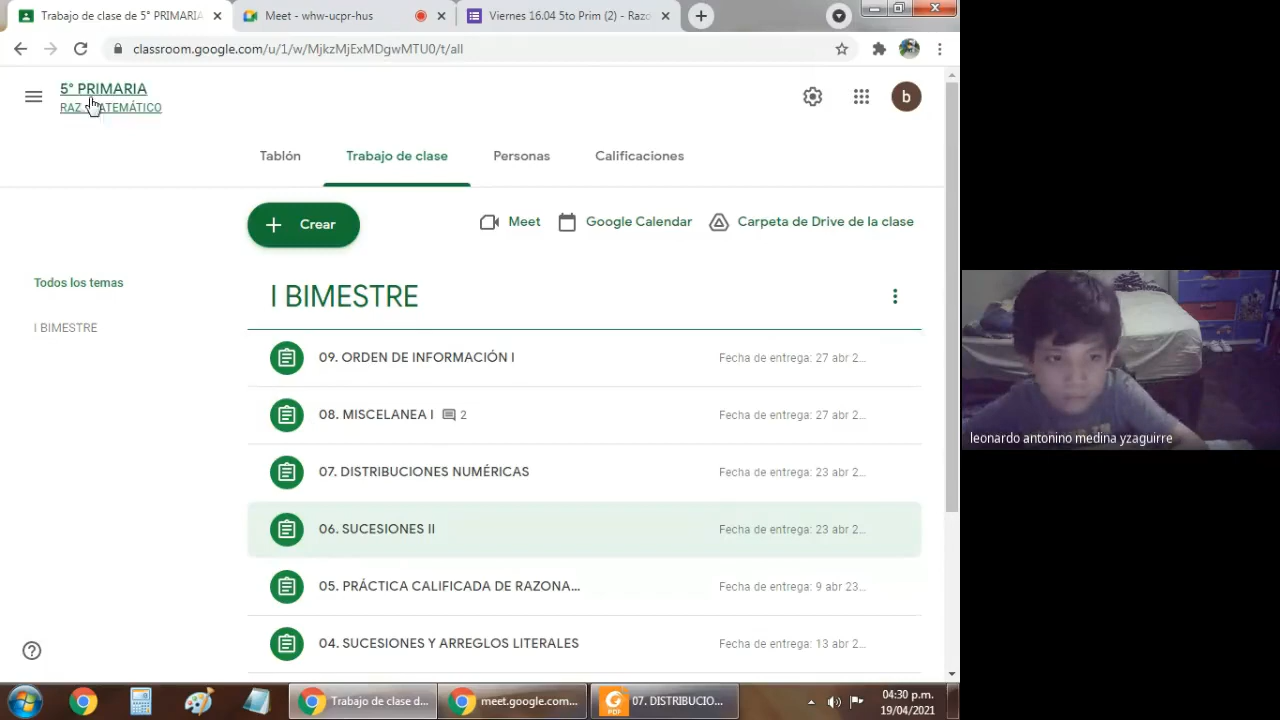 Trabajo de clase de 5° PRIMARIA
Meet - whw-ucpr-hus
Viernes 16.04 5to Prim (2) - Razo
classroom.google.com/u/1/w/MjkzMjExMDgwMTU0/t/all
5° PRIMARIA
b
Tablón
Trabajo de clase
Personas
Calificaciones
Crear
Meet
Google Calendar
Carpeta de Drive de la clase
Todos los temas
I BIMESTRE
I BIMESTRE
09. ORDEN DE INFORMACIÓN I
Fecha de entrega: 27 abr 2...
08. MISCELANEA I 2
Fecha de entrega: 27 abr 2...
07. DISTRIBUCIONES NUMÉRICAS
Fecha de entrega: 23 abr 2...
06. SUCESIONES II
Fecha de entrega: 23 abr 2...
05. PRÁCTICA CALIFICADA DE RAZONA...
Fecha de entrega: 9 abr 23...
04. SUCESIONES Y ARREGLOS LITERALES
Fecha de entrega: 13 abr 2...
leonardo antonino medina yzaguirre
Trabajo de clase d...
meet.google.com...
PDF
07. DISTRIBUCIO...
04:30 p.m.
19/04/2021